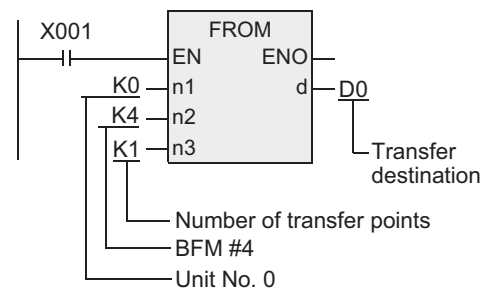 X001
FROM
EN ENO
K0 n1 d D0
K4 n2
K1 n3
Transfer
destination
Number of transfer points
BFM #4
Unit No. 0